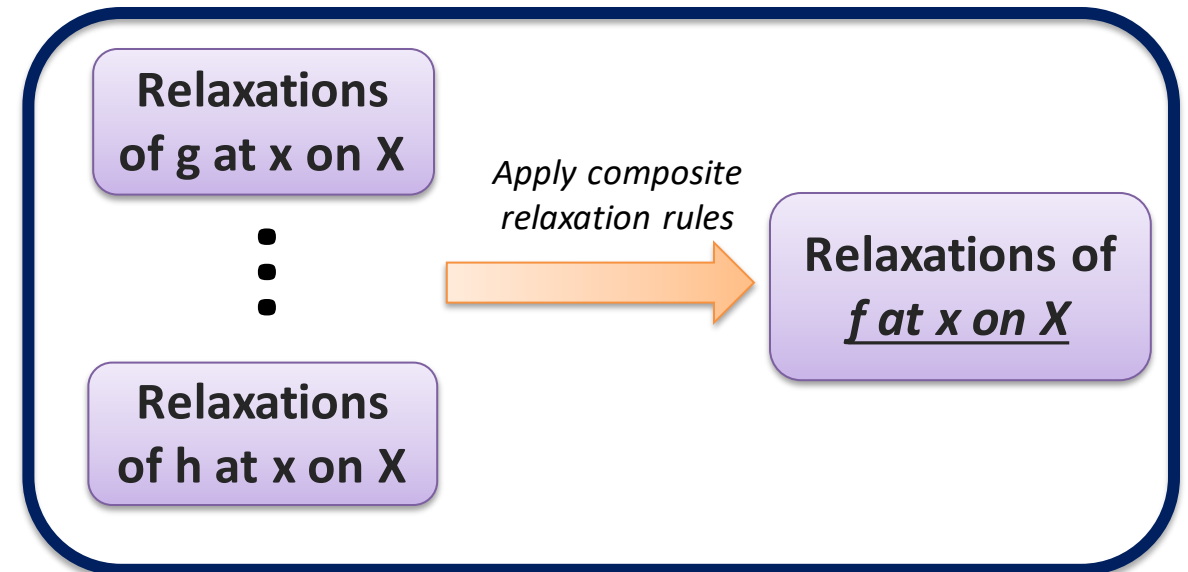 Relaxations
of g at x on X
Apply composite
relaxation rules
Relaxations of
f at x on X
Relaxations
of h at x on X